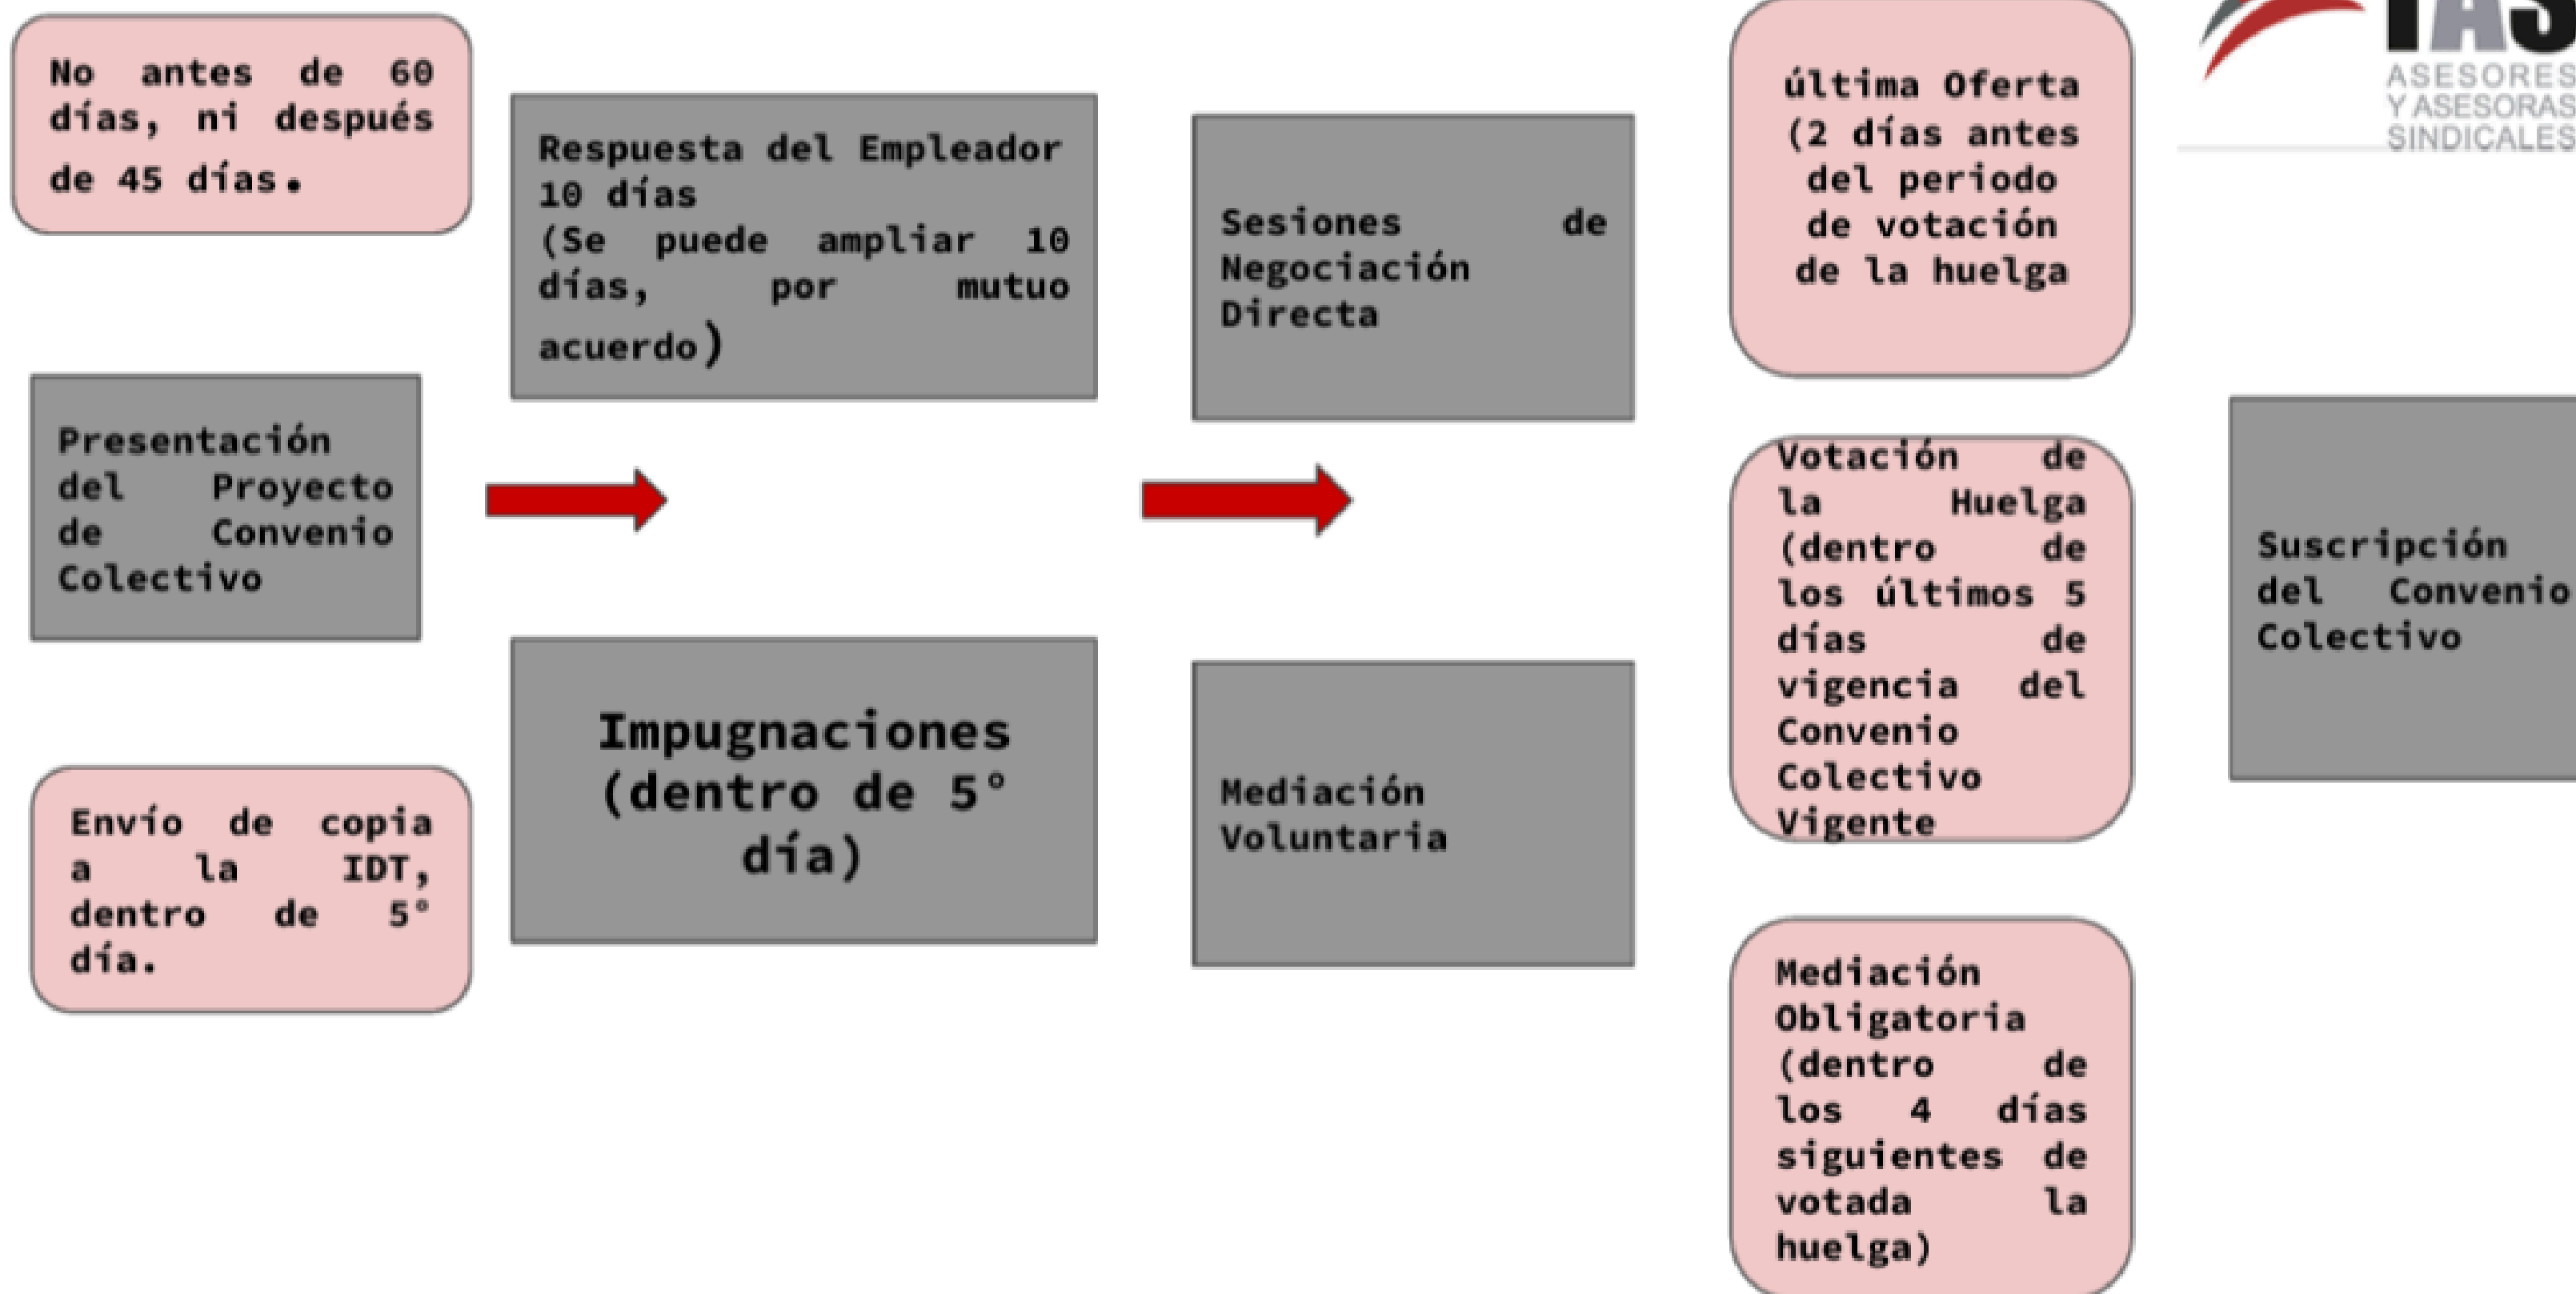 No antes de 60
días, ni después
de 45 días.
Presentación
del Proyecto
de Convenio
Colectivo
Envío de copia
a la IDT,
dentro de 5°
día.
Respuesta del Empleador
10 días
(Se puede ampliar 10
días, por mutuo
acuerdo)
Impugnaciones
(dentro de 5°
día)
Sesiones de
Negociación
Directa
Mediación
Voluntaria
última Oferta
(2 días antes
del periodo
de votación
de la huelga
Votación de
la Huelga
(dentro de
los últimos 5
días de
vigencia del
Convenio
Colectivo
Vigente
Mediación
Obligatoria
(dentro de
los 4 días
siguientes de
votada la
huelga)
ASESORES
Y ASESORAS
SINDICALES
Suscripción
del Convenio
Colectivo